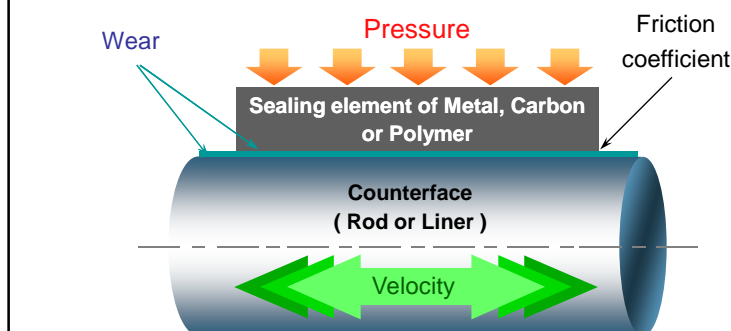 Wear
Pressure
Friction
coefficient
Sealing element of Metal, Carbon
or Polymer
Counterface
( Rod or Liner )
Velocity